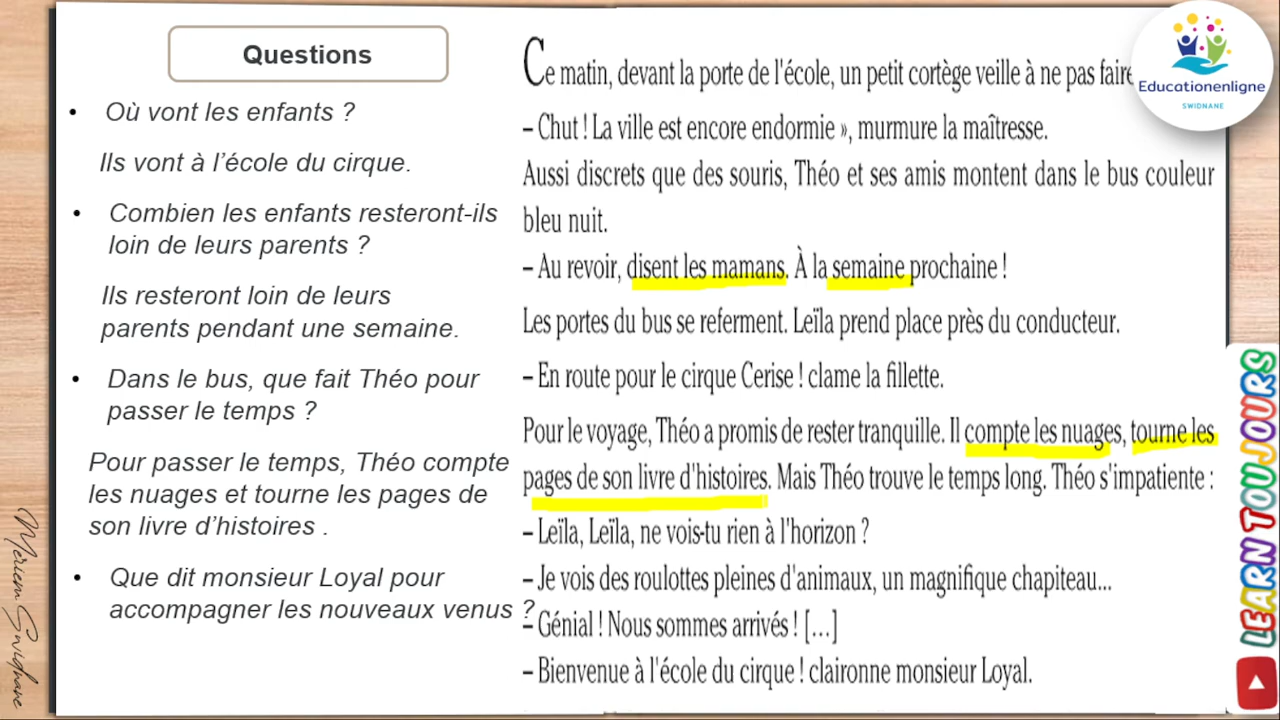 Questions
• Où vont les enfants ?
Ils vont à l'école du cirque.
• Combien les enfants resteront-ils
loin de leurs parents ?
Ils resteront loin de leurs
parents pendant une semaine.
• Dans le bus, que fait Théo pour
passer le temps ?
Pour passer le temps, Théo compte
les nuages et tourne les pages de
son livre d'histoires .
• Que dit monsieur Loyal pour
accompagner les nouveaux venus ?
Ce matin, devant la porte de l'école, un petit cortège veille à ne pas faire
– Chut ! La ville est encore endormie », murmure la maîtresse.
Aussi discrets que des souris, Théo et ses amis montent dans le bus couleur
bleu nuit.
– Au revoir, disent les mamans. À la semaine prochaine !
Les portes du bus se referment. Leïla prend place près du conducteur.
– En route pour le cirque Cerise ! clame la fillette.
Pour le voyage, Théo a promis de rester tranquille. Il compte les nuages, tourne les
pages de son livre d'histoires. Mais Théo trouve le temps long. Théo s'impatiente :
– Leïla, Leïla, ne vois-tu rien à l'horizon ?
– Je vois des roulottes pleines d'animaux, un magnifique chapiteau...
– Génial ! Nous sommes arrivés ! [...]
– Bienvenue à l'école du cirque ! claironne monsieur Loyal.
Educationenligne
SWIDNANE
LEARN TOUJOURS
Meriem Swidnane